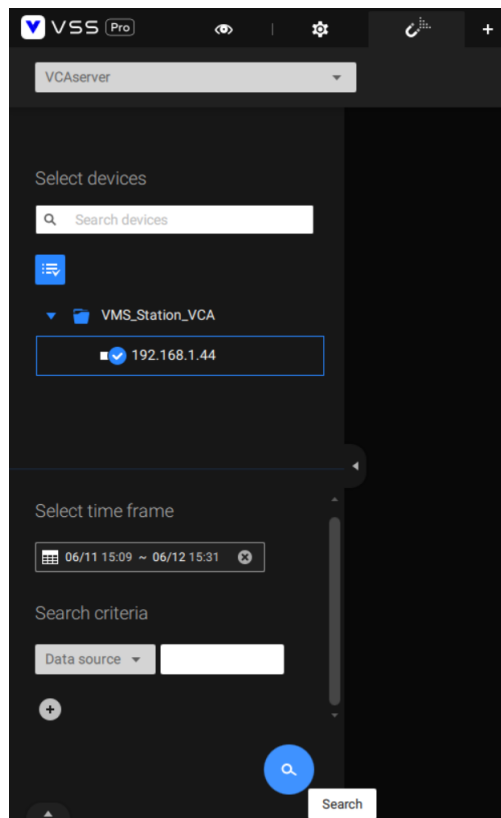 VSS Pro
VCAserver
Select devices
Search devices
VMS_Station_VCA
192.168.1.44
Select time frame
06/11 15:09 ~ 06/12 15:31
Search criteria
Data source
Search